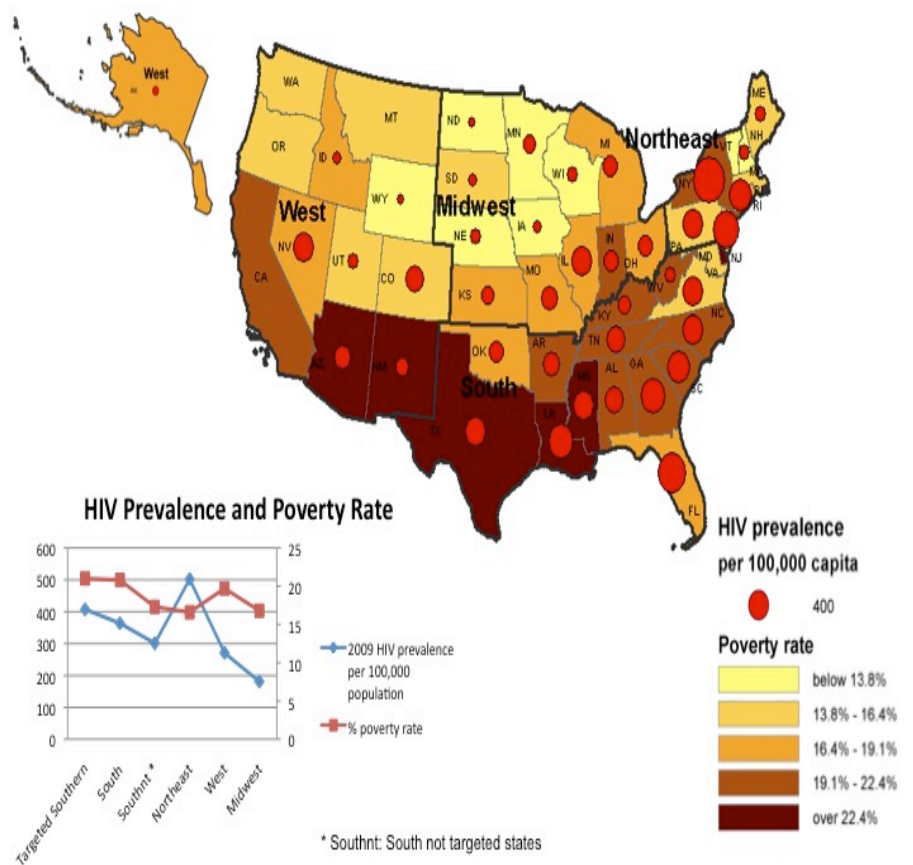 West
AK
WA
OR
ID
MT
WY
West
NV
UT
CO
CA
AZ
NM
ND
MN
SD
WI
Midwest
NE
IA
MI
IL
IN
OH
KS
MO
Northeast
ME
VT
NH
NY
RI
PA
NJ
MD
VA
WV
KY
NC
TN
OK
AR
South
MS
AL
GA
SC
LA
FL
HIV Prevalence and Poverty Rate
600
500
400
300
200
100
0
25
20
15
10
5
0
Targeted Southern
South
Southnt *
Northeast
West
Midwest
2009 HIV prevalence
per 100,000
population
% poverty rate
* Southnt: South not targeted states
HIV prevalence
per 100,000 capita
400
Poverty rate
below 13.8%
13.8% - 16.4%
16.4% - 19.1%
19.1% - 22.4%
over 22.4%